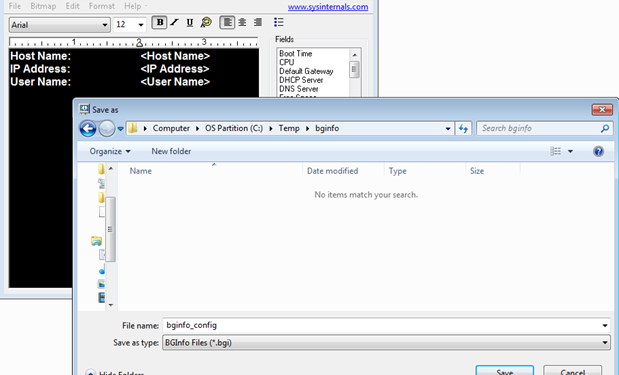 File Bitmap Edit Format Help
www.sysinternals.com
Arial 12 B I U
1 2 3
Fields
Host Name: <Host Name>
IP Address: <IP Address>
User Name: <User Name>
Boot Time
CPU
Default Gateway
DHCP Server
DNS Server
Free Space
Save as
Computer OS Partition (C:) Temp bginfo
Search bginfo
Organize New folder
Name Date modified Type Size
No items match your search.
File name: bginfo_config
Save as type: BGInfo Files (*.bgi)
Hide Folders Save Cancel